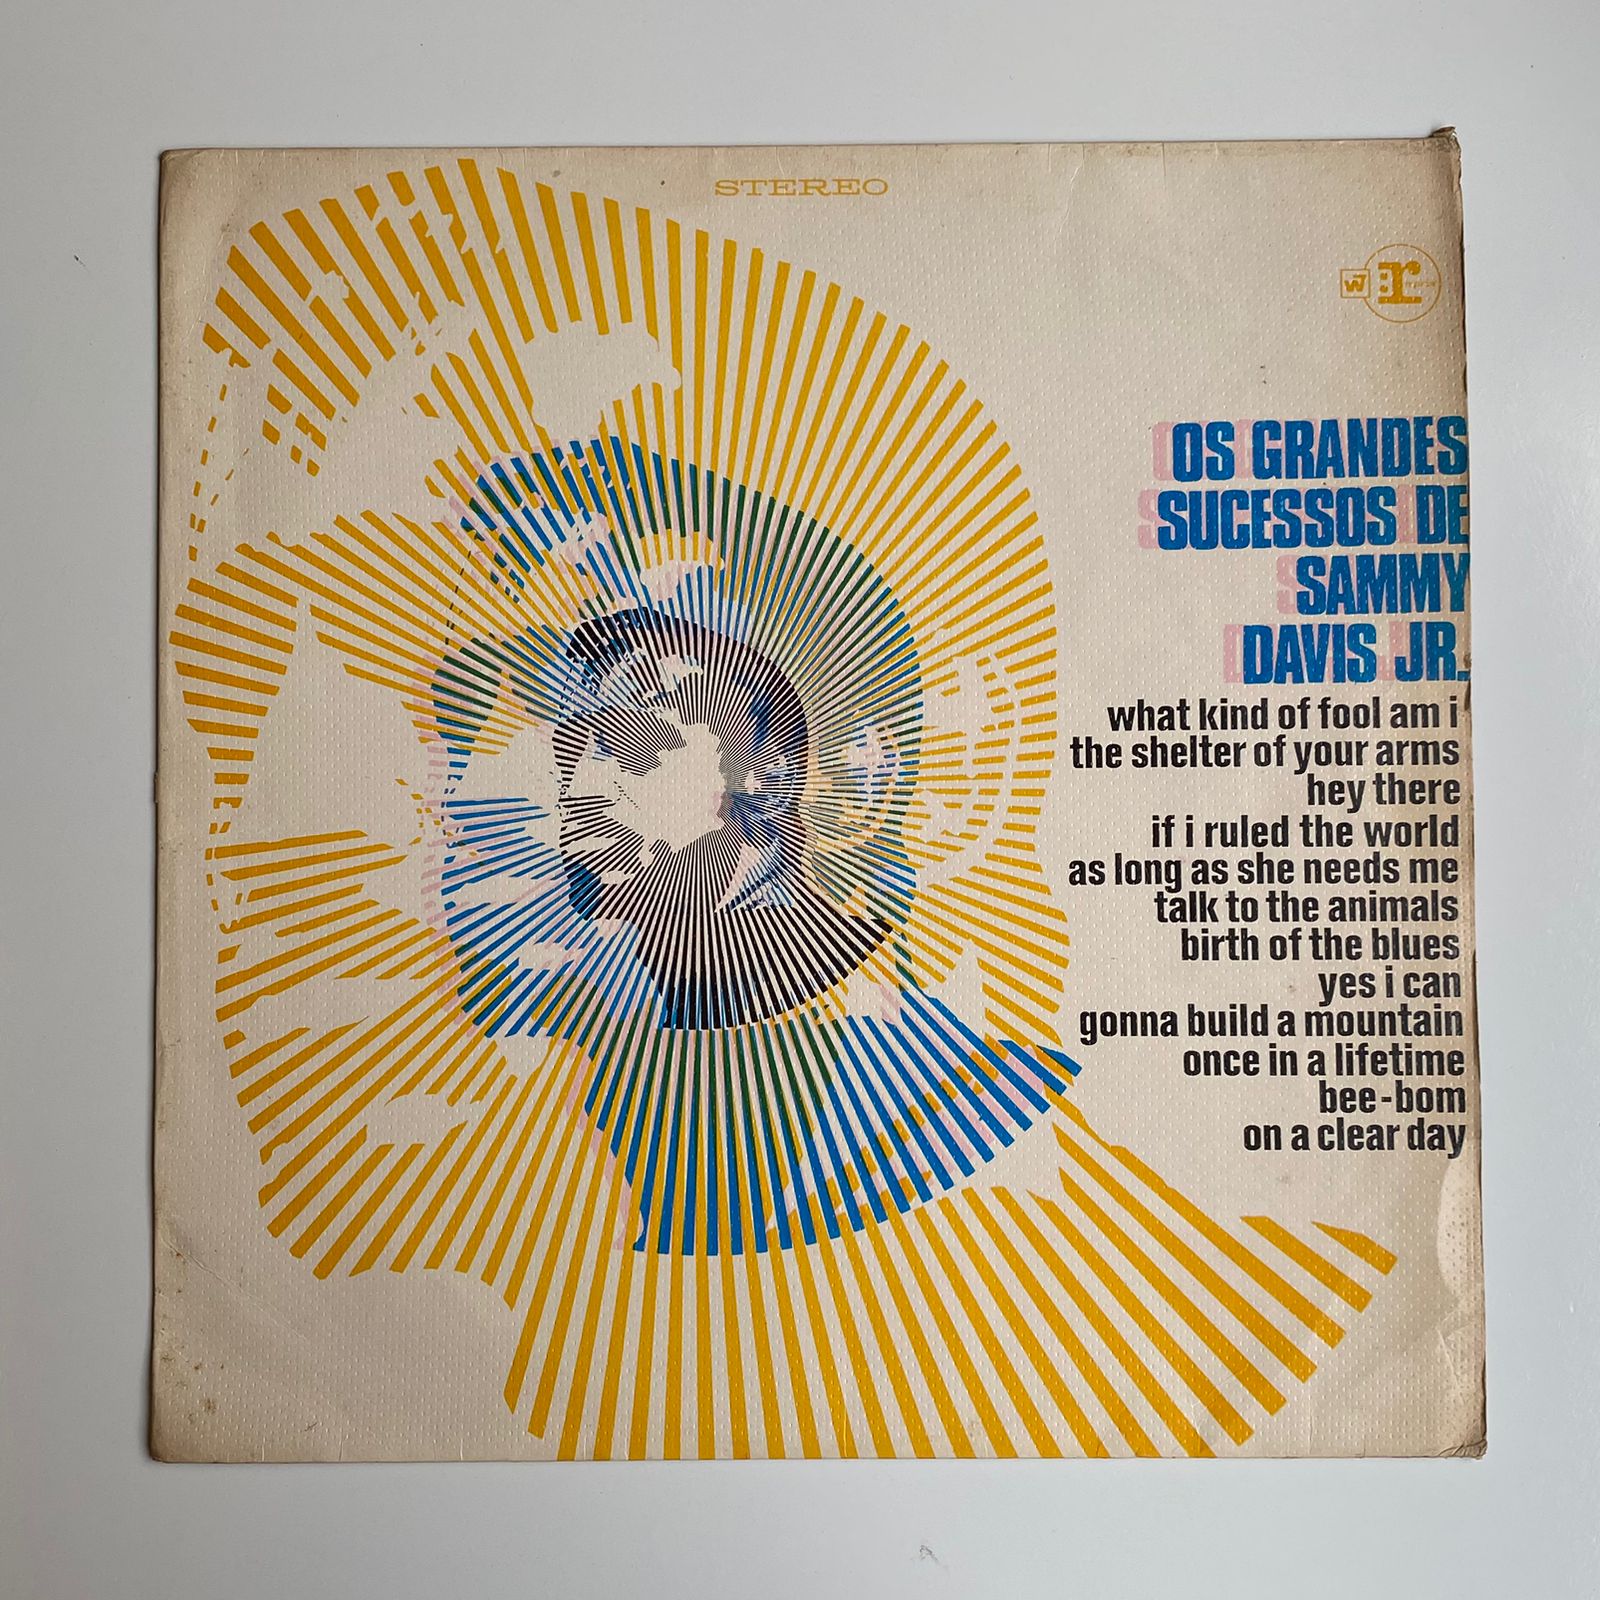 STEREO
W7 r
OS GRANDES
SUCESSOS DE
SAMMY
DAVIS JR.
what kind of fool am i
the shelter of your arms
hey there
if i ruled the world
as long as she needs me
talk to the animals
birth of the blues
yes i can
gonna build a mountain
once in a lifetime
bee-bom
on a clear day